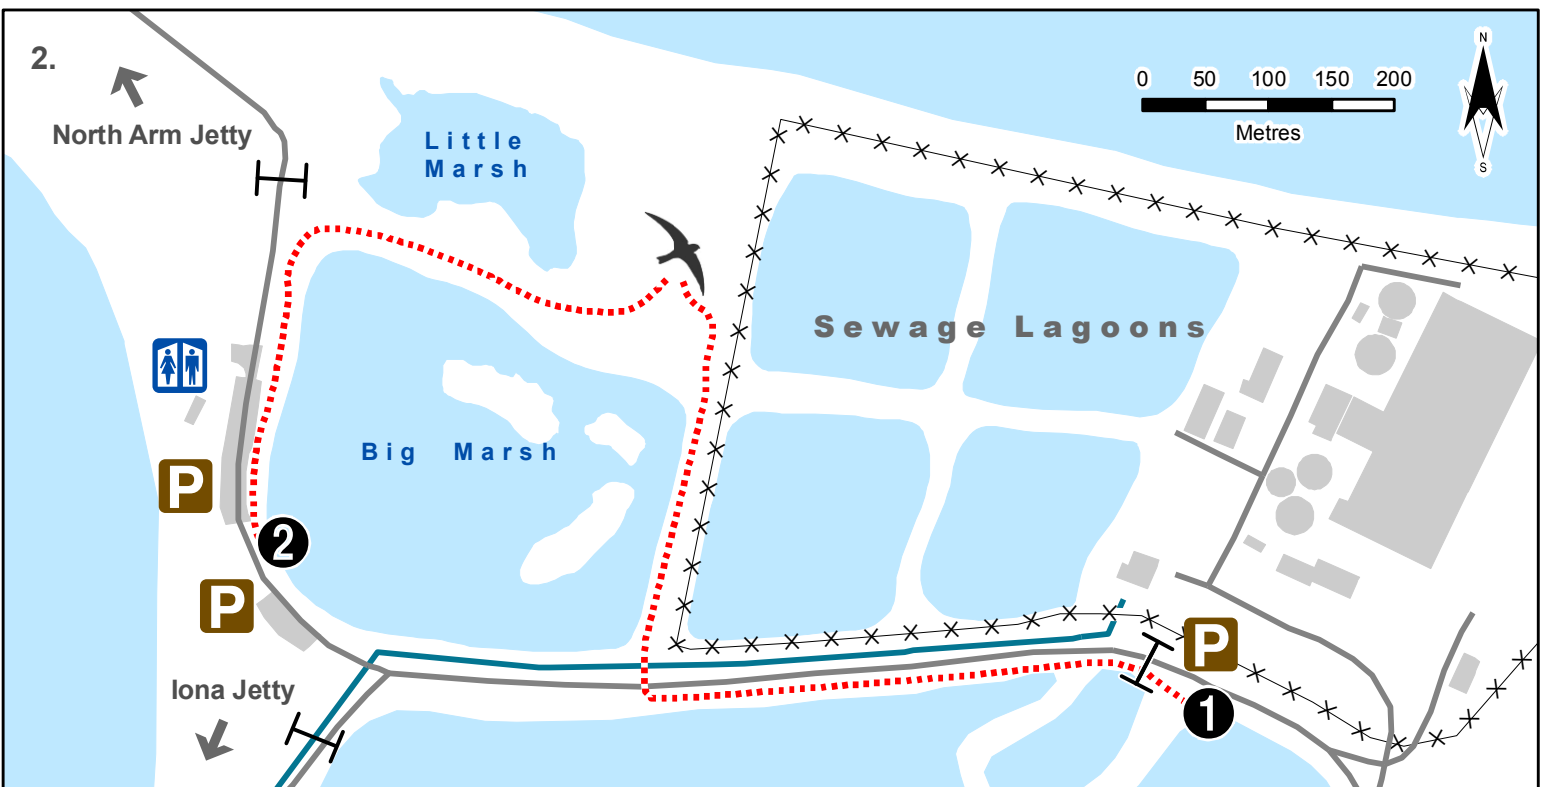 2.
0 50 100 150 200
Metres
N
S
North Arm Jetty
Little
Marsh
Sewage Lagoons
Big Marsh
P
2
P
P
Iona Jetty
1